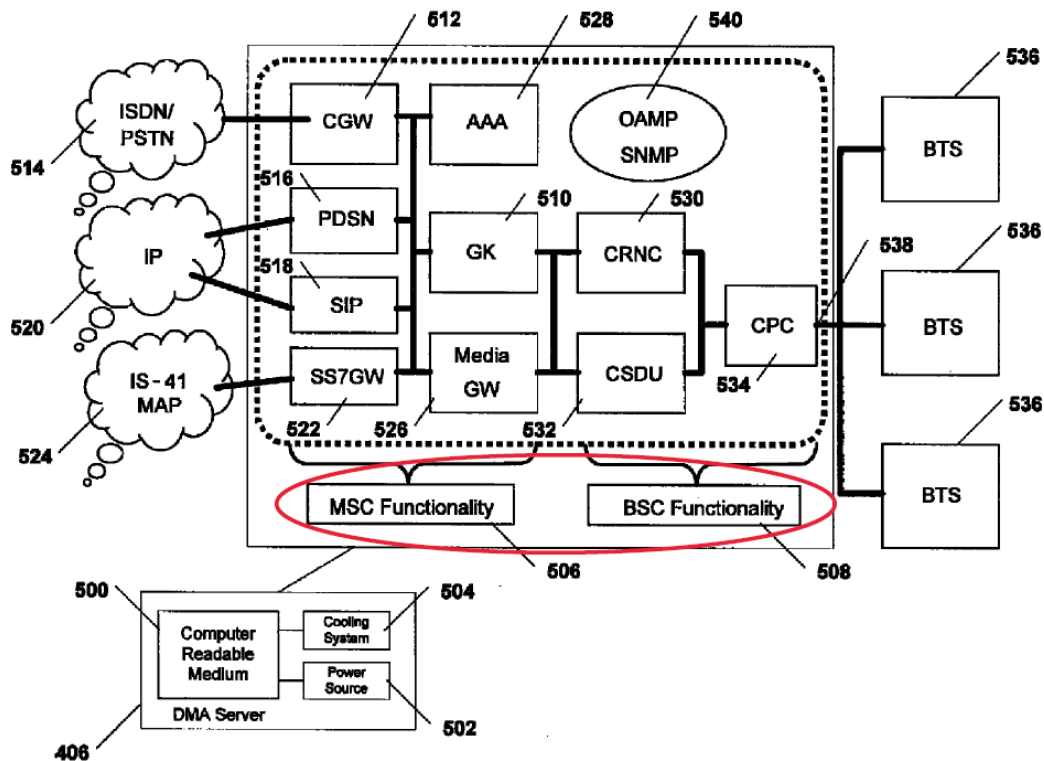 512
528
540
536
ISDN/
PSTN
514
CGW
AAA
OAMP
SNMP
BTS
516
PDSN
510
GK
530
CRNC
536
538
IP
520
518
SIP
CPC
534
BTS
IS-41
MAP
524
SS7GW
522
Media
GW
526
CSDU
532
536
BTS
MSC Functionality
BSC Functionality
506
508
500
504
Computer
Readable
Medium
Cooling
System
Power
Source
DMA Server
502
406